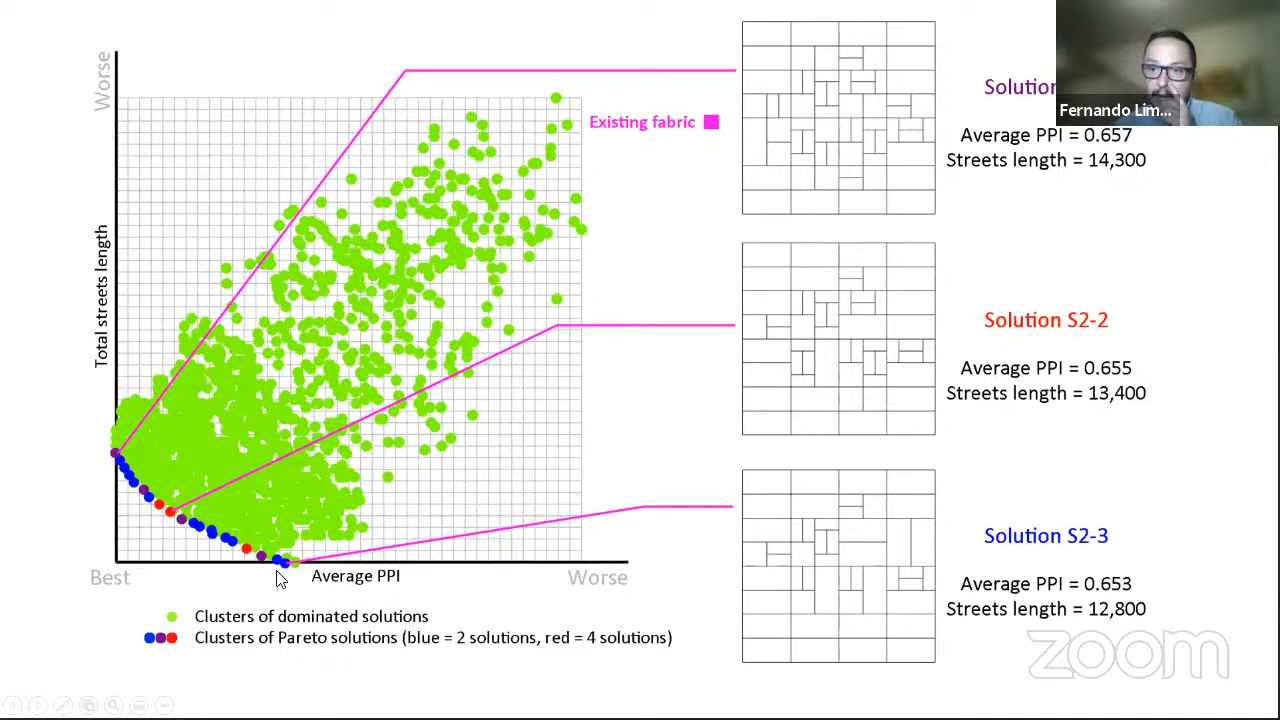 Worse
Total streets length
Existing fabric
Best
Average PPI
Worse
Clusters of dominated solutions
Clusters of Pareto solutions (blue = 2 solutions, red = 4 solutions)
Solution
Average PPI = 0.657
Streets length = 14,300
Solution S2-2
Average PPI = 0.655
Streets length = 13,400
Solution S2-3
Average PPI = 0.653
Streets length = 12,800
Fernando Lim...
zoom